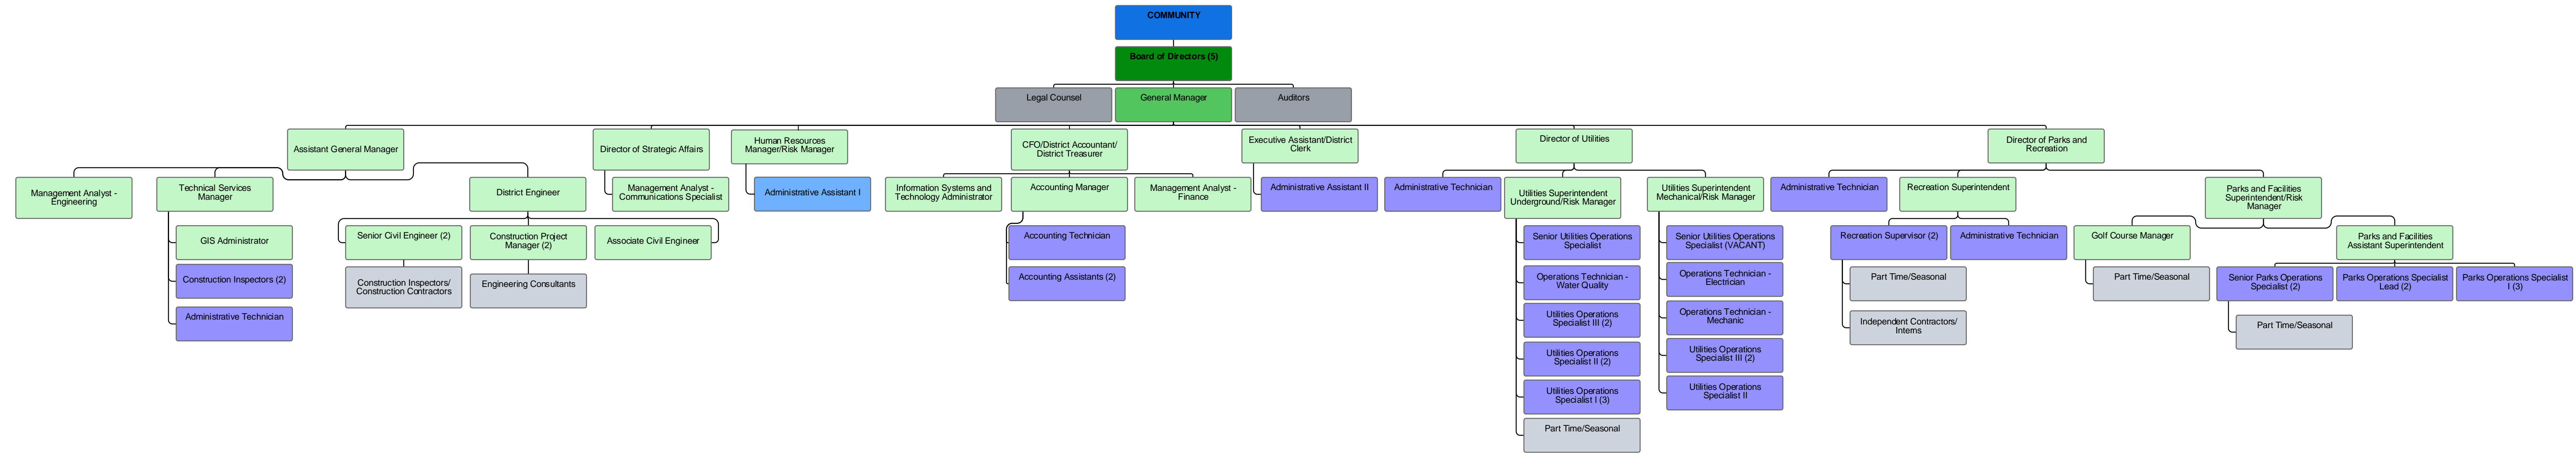 COMMUNITY
Board of Directors (5)
Legal Counsel
General Manager
Auditors
Assistant General Manager
Director of Strategic Affairs
Human Resources
Manager/Risk Manager
CFO/District Accountant/
District Treasurer
Executive Assistant/District
Clerk
Director of Utilities
Director of Parks and
Recreation
Management Analyst -
Engineering
Technical Services
Manager
District Engineer
Management Analyst -
Communications Specialist
Administrative Assistant I
Information Systems and
Technology Administrator
Accounting Manager
Management Analyst -
Finance
Administrative Assistant II
Administrative Technician
Utilities Superintendent
Underground/Risk Manager
Utilities Superintendent
Mechanical/Risk Manager
Administrative Technician
Recreation Superintendent
Parks and Facilities
Superintendent/Risk
Manager
GIS Administrator
Senior Civil Engineer (2)
Construction Project
Manager (2)
Associate Civil Engineer
Accounting Technician
Senior Utilities Operations
Specialist
Senior Utilities Operations
Specialist (VACANT)
Recreation Supervisor (2)
Administrative Technician
Golf Course Manager
Parks and Facilities
Assistant Superintendent
Construction Inspectors (2)
Construction Inspectors/
Construction Contractors
Engineering Consultants
Accounting Assistants (2)
Operations Technician -
Water Quality
Operations Technician -
Electrician
Part Time/Seasonal
Part Time/Seasonal
Senior Parks Operations
Specialist (2)
Parks Operations Specialist
Lead (2)
Parks Operations Specialist
I (3)
Administrative Technician
Utilities Operations
Specialist III (2)
Operations Technician -
Mechanic
Independent Contractors/
Interns
Part Time/Seasonal
Utilities Operations
Specialist II (2)
Utilities Operations
Specialist III (2)
Utilities Operations
Specialist I (3)
Utilities Operations
Specialist II
Part Time/Seasonal